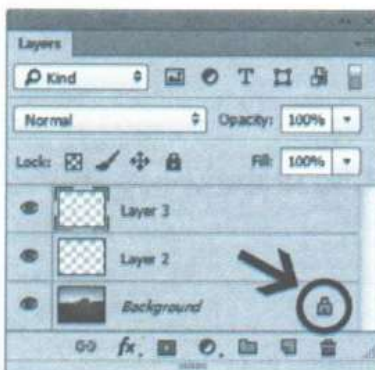 Layers
Kind
Normal Opacity: 100%
Lock: Fill: 100%
Layer 3
Layer 2
Background
fx